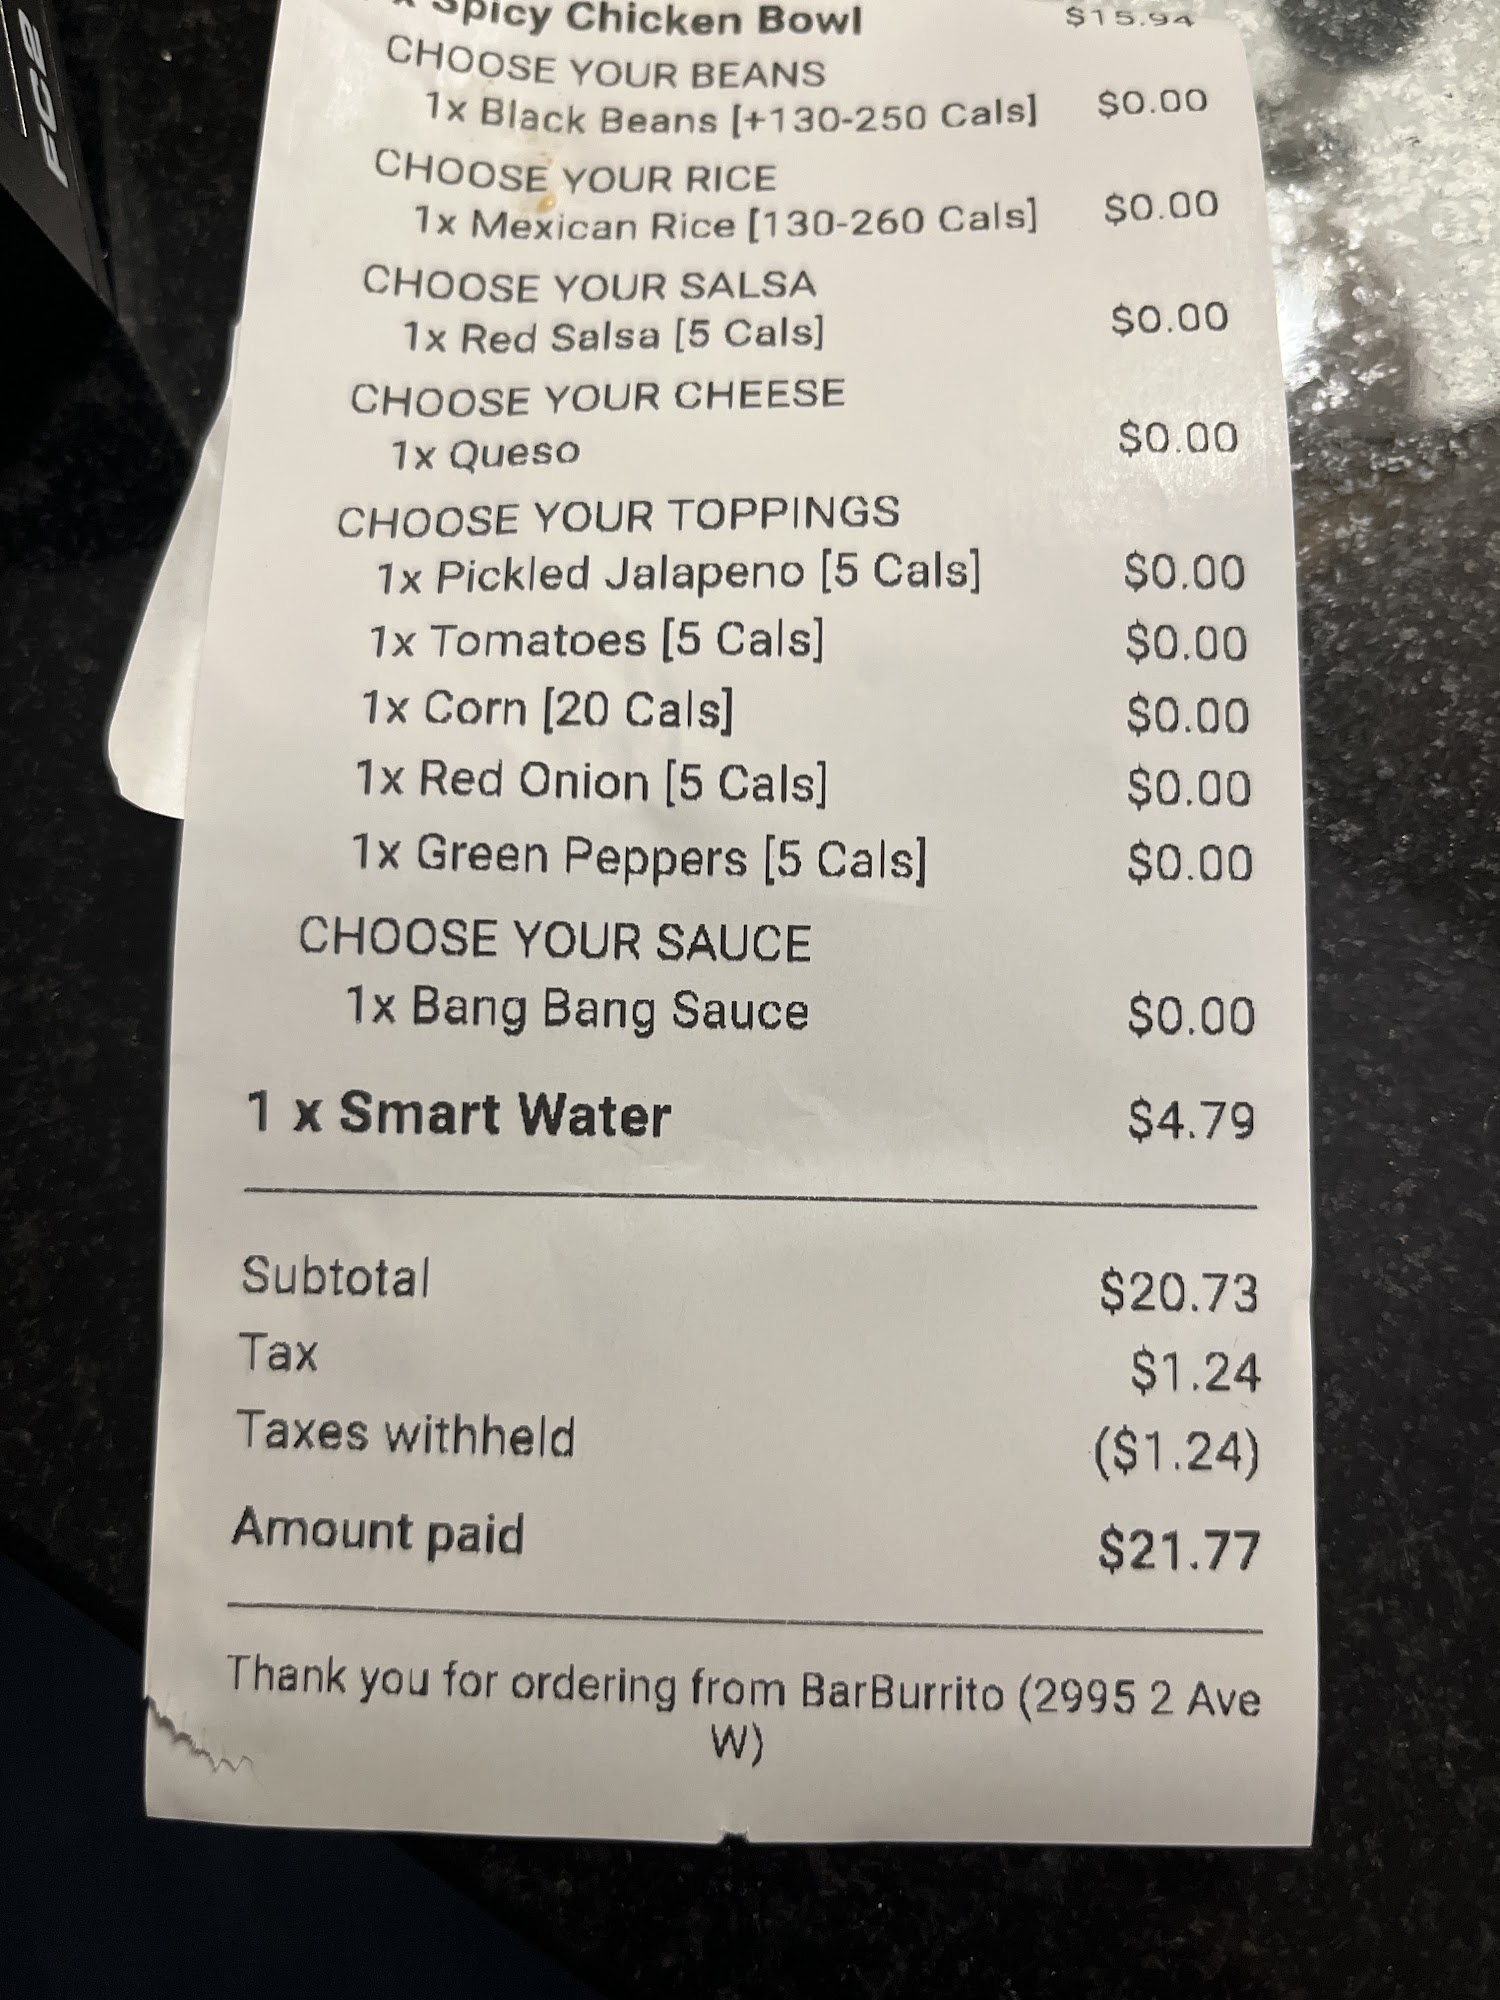 Spicy Chicken Bowl $15.94
CHOOSE YOUR BEANS
1x Black Beans [+130-250 Cals] $0.00
CHOOSE YOUR RICE
1x Mexican Rice [130-260 Cals] $0.00
CHOOSE YOUR SALSA
1x Red Salsa [5 Cals] $0.00
CHOOSE YOUR CHEESE
1x Queso $0.00
CHOOSE YOUR TOPPINGS
1x Pickled Jalapeno [5 Cals] $0.00
1x Tomatoes [5 Cals] $0.00
1x Corn [20 Cals] $0.00
1x Red Onion [5 Cals] $0.00
1x Green Peppers [5 Cals] $0.00
CHOOSE YOUR SAUCE
1x Bang Bang Sauce $0.00
1 x Smart Water $4.79
Subtotal $20.73
Tax $1.24
Taxes withheld ($1.24)
Amount paid $21.77
Thank you for ordering from BarBurrito (2995 2 Ave
W)